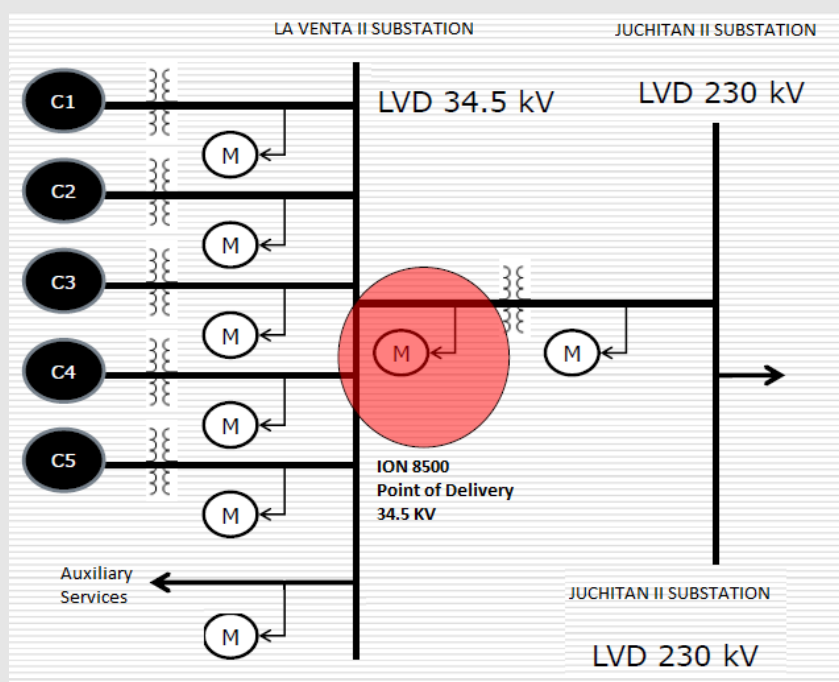 LA VENTA II SUBSTATION
JUCHITAN II SUBSTATION
LVD 34.5 kV
LVD 230 kV
C1
M
C2
M
C3
M
M
M
C4
M
C5
M
ION 8500
Point of Delivery
34.5 KV
Auxiliary
Services
M
JUCHITAN II SUBSTATION
LVD 230 kV